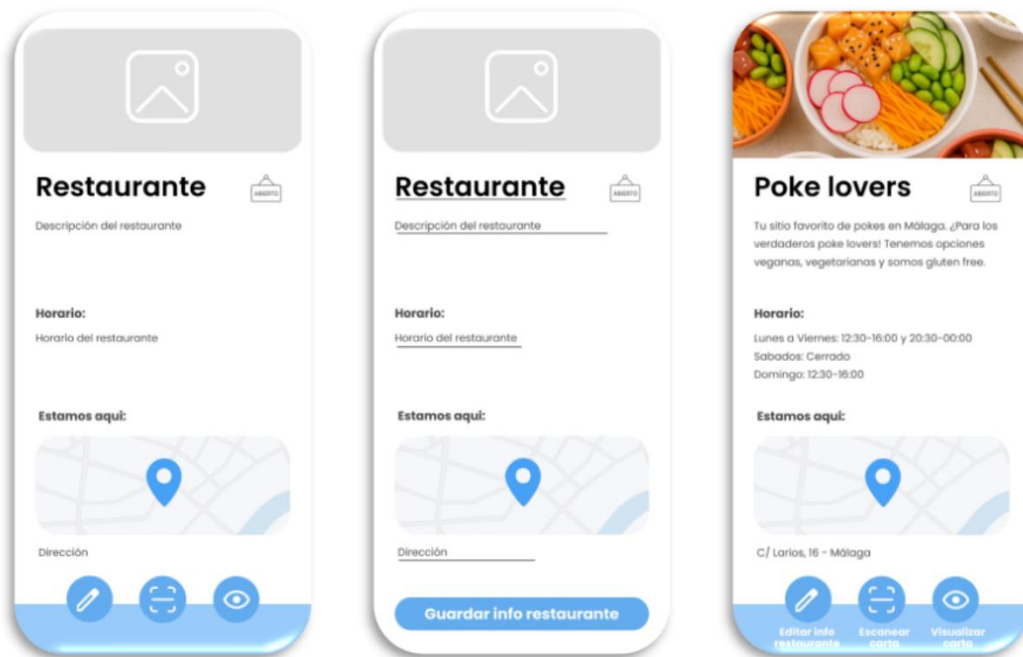 Restaurante
ABIERTO
Descripción del restaurante
Horario:
Horario del restaurante
Estamos aquí:
Dirección
Restaurante
ABIERTO
Descripción del restaurante
Horario:
Horario del restaurante
Estamos aquí:
Dirección
Guardar info restaurante
Poke lovers
ABIERTO
Tu sitio favorito de pokes en Málaga. ¿Para los
verdaderos poke lovers! Tenemos opciones
veganas, vegetarianas y somos gluten free.
Horario:
Lunes a Viernes: 12:30-16:00 y 20:30-00:00
Sabados: Cerrado
Domingo: 12:30-16:00
Estamos aquí:
C/ Larios, 16 - Málaga
Editar info
restaurante
Escanear
carta
Visualizar
carta